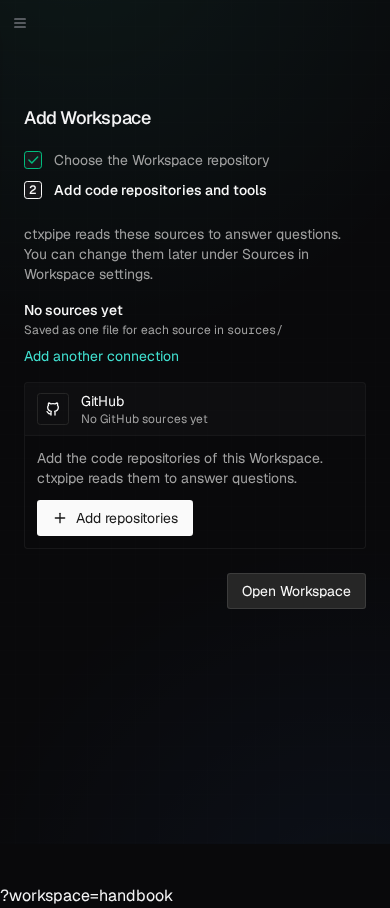 Add Workspace
Choose the Workspace repository
2 Add code repositories and tools
ctxpipe reads these sources to answer questions.
You can change them later under Sources in
Workspace settings.
No sources yet
Saved as one file for each source in sources/
Add another connection
GitHub
No GitHub sources yet
Add the code repositories of this Workspace.
ctxpipe reads them to answer questions.
+ Add repositories
Open Workspace
?workspace=handbook